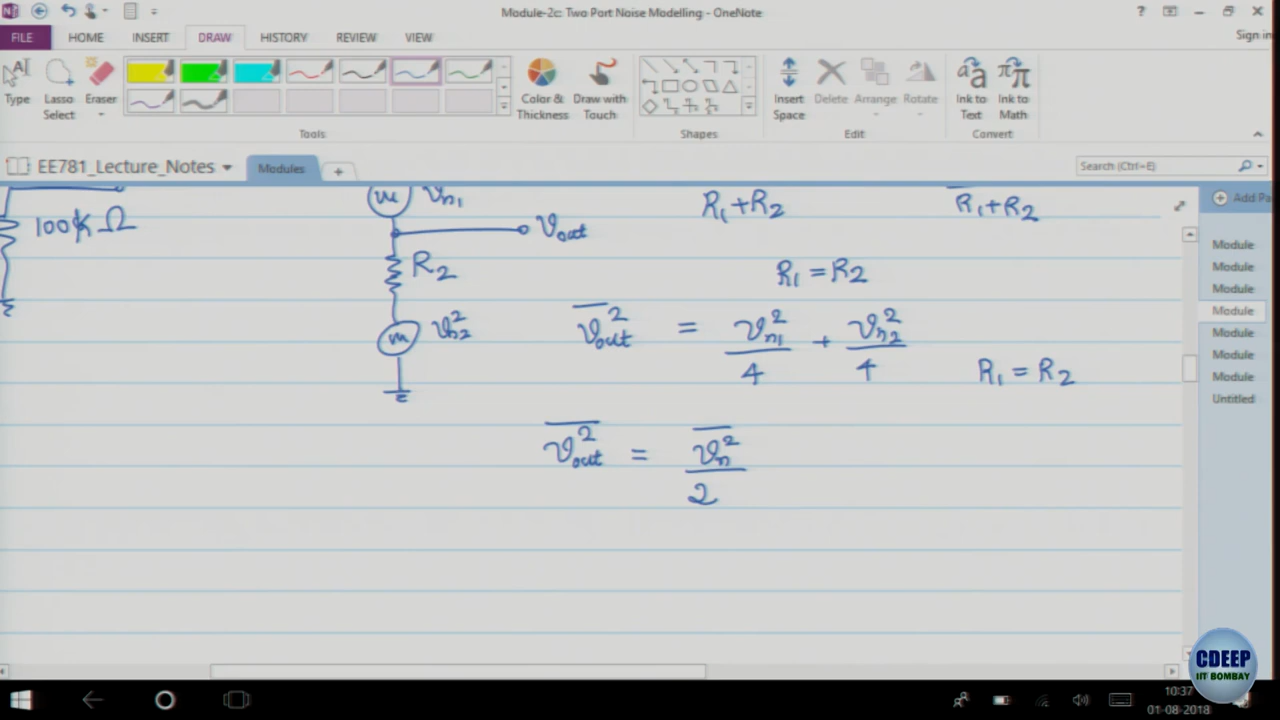 Module-2c: Two Port Noise Modelling - OneNote
Sign in
FILE HOME INSERT DRAW HISTORY REVIEW VIEW
Type Lasso Select Eraser Color & Thickness Draw with Touch Insert Space Delete Arrange Rotate Ink to Text Ink to Math
Tools Shapes Edit Convert
EE781_Lecture_Notes Modules Search (Ctrl+E)
Add Pa
Module
Module
Module
Module
Module
Module
Module
Untitled
100K Ω
vn1
vout
R2
vn2²
R1+R2 R1+R2
R1 = R2
vout² = vn1²/4 + vn2²/4
R1 = R2
vout² = vn²/2
CDEEP
IIT BOMBAY
10:37
01-08-2018